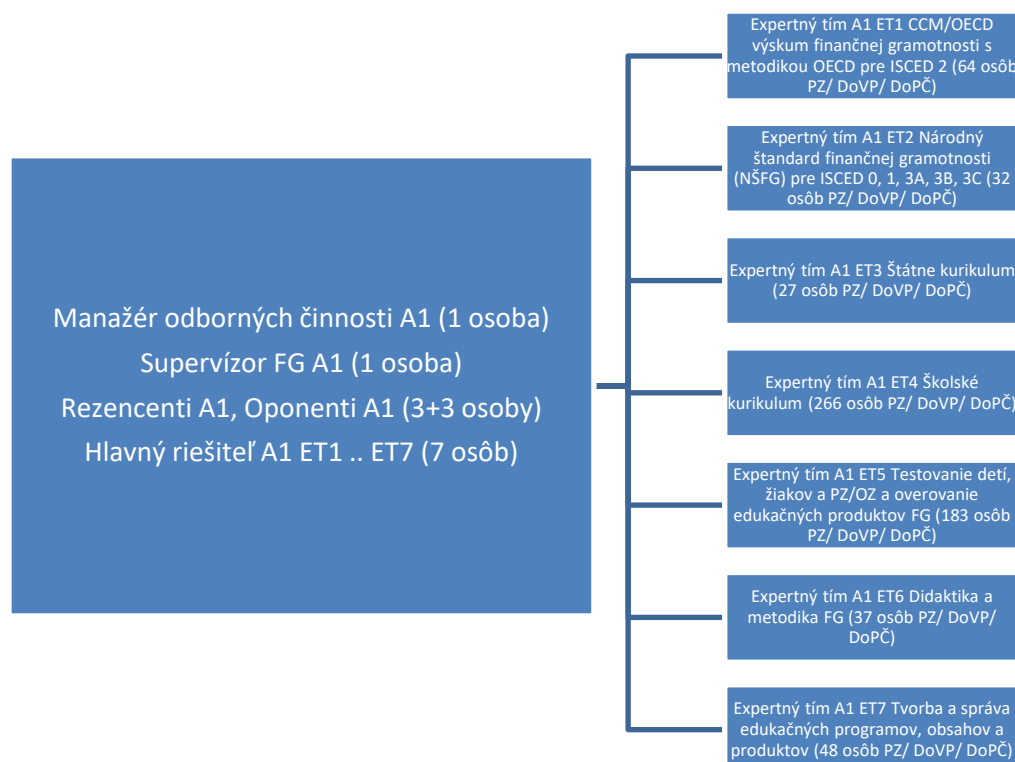 Manažér odborných činnosti A1 (1 osoba)
Supervízor FG A1 (1 osoba)
Rezencenti A1, Oponenti A1 (3+3 osoby)
Hlavný riešiteľ A1 ET1 .. ET7 (7 osôb)
Expertný tím A1 ET1 CCM/OECD
výskum finančnej gramotnosti s
metodikou OECD pre ISCED 2 (64 osôb
PZ/ DoVP/ DoPČ)
Expertný tím A1 ET2 Národný
štandard finančnej gramotnosti
(NŠFG) pre ISCED 0, 1, 3A, 3B, 3C (32
osôb PZ/ DoVP/ DoPČ)
Expertný tím A1 ET3 Štátne kurikulum
(27 osôb PZ/ DoVP/ DoPČ)
Expertný tím A1 ET4 Školské
kurikulum (266 osôb PZ/ DoVP/ DoPČ)
Expertný tím A1 ET5 Testovanie detí,
žiakov a PZ/OZ a overovanie
edukačných produktov FG (183 osôb
PZ/ DoVP/ DoPČ)
Expertný tím A1 ET6 Didaktika a
metodika FG (37 osôb PZ/ DoVP/
DoPČ)
Expertný tím A1 ET7 Tvorba a správa
edukačných programov, obsahov a
produktov (48 osôb PZ/ DoVP/ DoPČ)